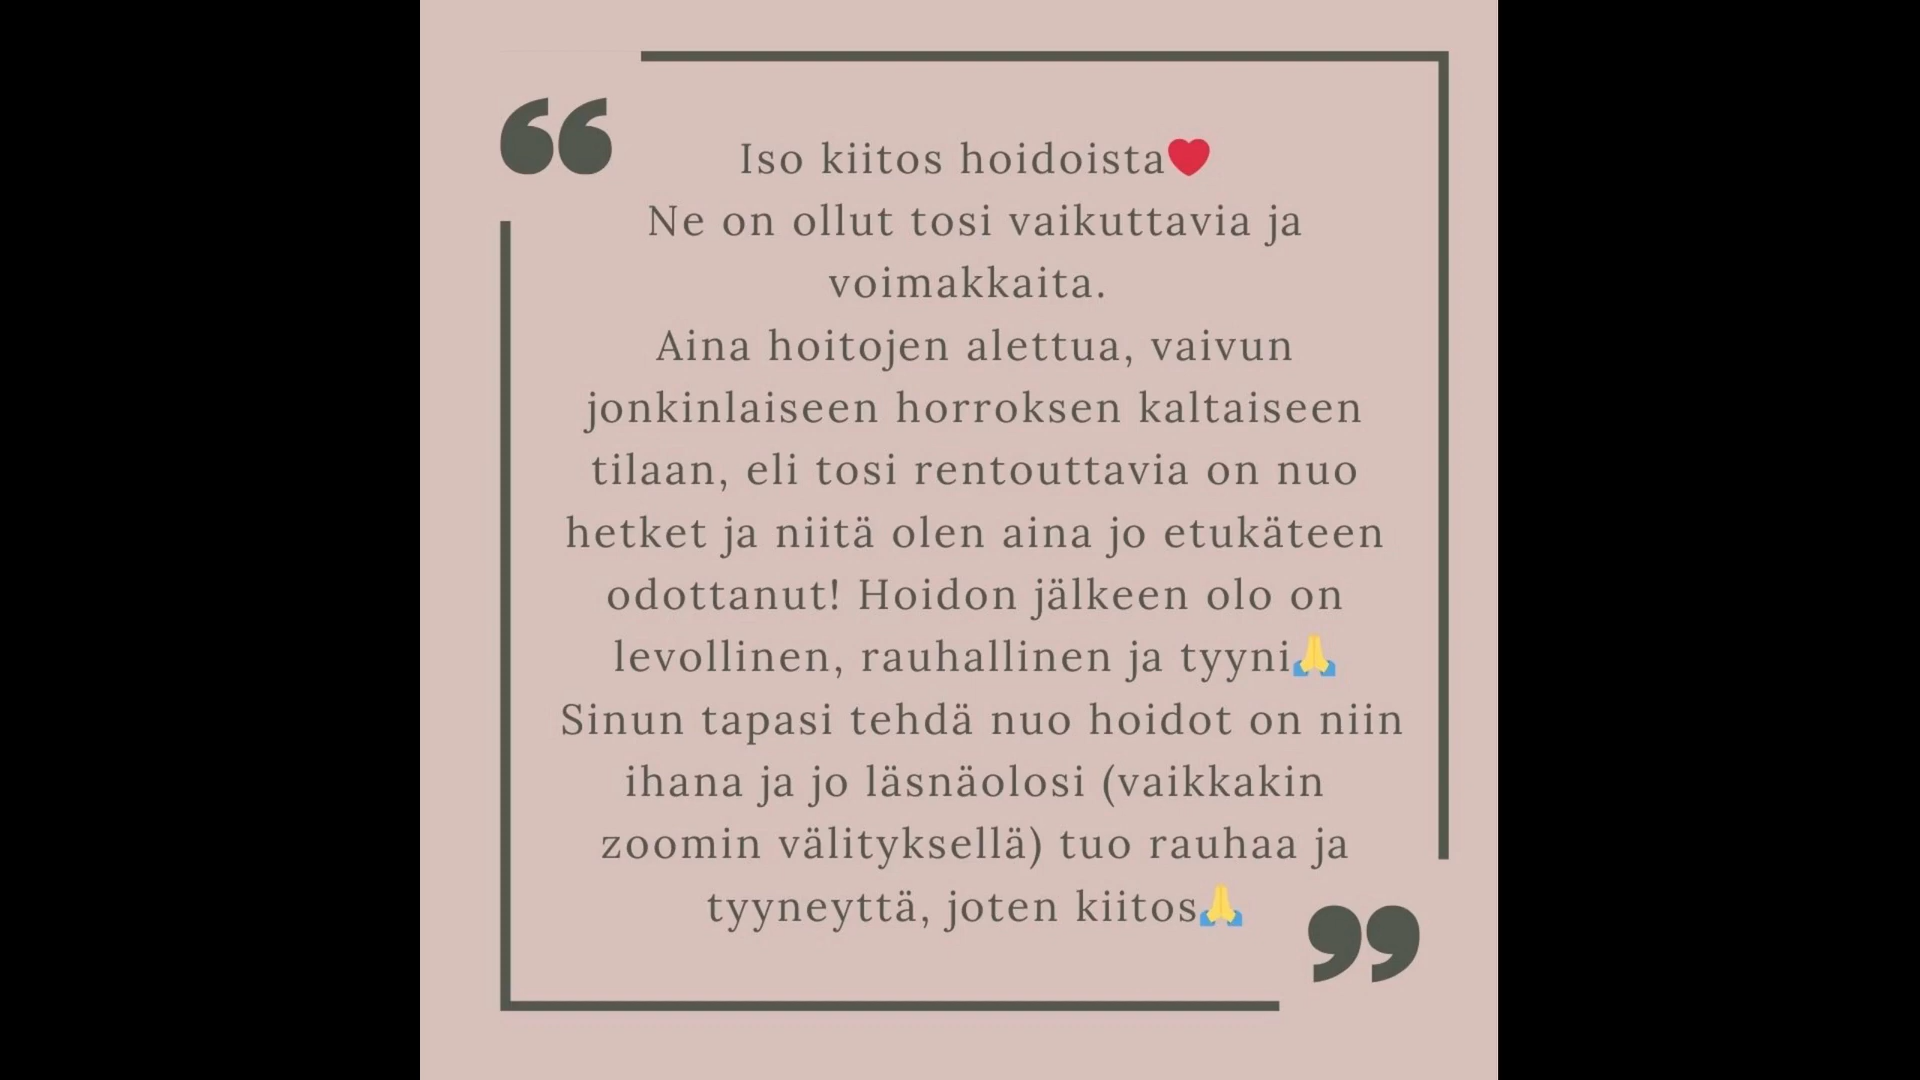 “
Iso kiitos hoidoista❤️
Ne on ollut tosi vaikuttavia ja
voimakkaita.
Aina hoitojen alettua, vaivun
jonkinlaiseen horroksen kaltaiseen
tilaan, eli tosi rentouttavia on nuo
hetket ja niitä olen aina jo etukäteen
odottanut! Hoidon jälkeen olo on
levollinen, rauhallinen ja tyyni🙏
Sinun tapasi tehdä nuo hoidot on niin
ihana ja jo läsnäolosi (vaikkakin
zoomin välityksellä) tuo rauhaa ja
tyyneyttä, joten kiitos🙏
”